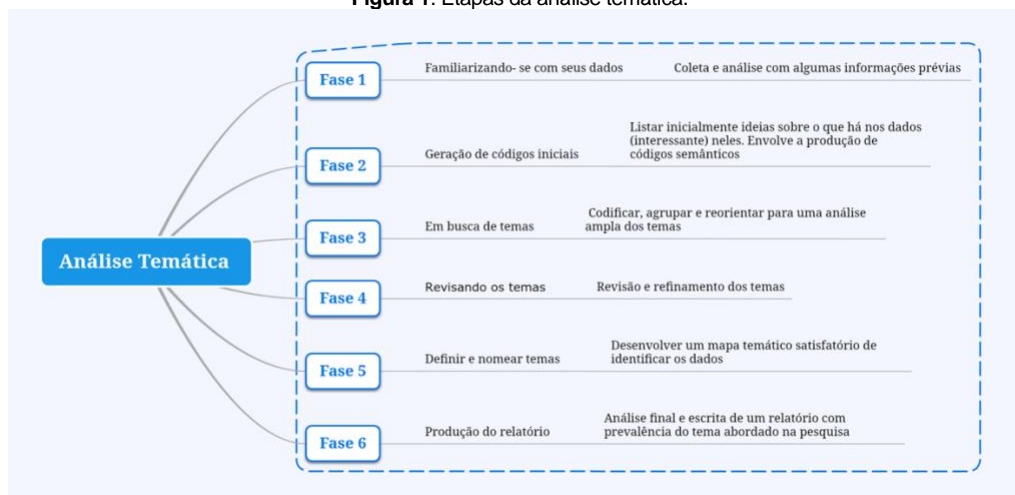 Figura 1. Etapas da análise temática.
Fase 1
Familiarizando- se com seus dados
Coleta e análise com algumas informações prévias
Fase 2
Geração de códigos iniciais
Listar inicialmente ideias sobre o que há nos dados
(interessante) neles. Envolve a produção de
códigos semânticos
Fase 3
Em busca de temas
Codificar, agrupar e reorientar para uma análise
ampla dos temas
Análise Temática
Fase 4
Revisando os temas
Revisão e refinamento dos temas
Fase 5
Definir e nomear temas
Desenvolver um mapa temático satisfatório de
identificar os dados
Fase 6
Produção do relatório
Análise final e escrita de um relatório com
prevalência do tema abordado na pesquisa